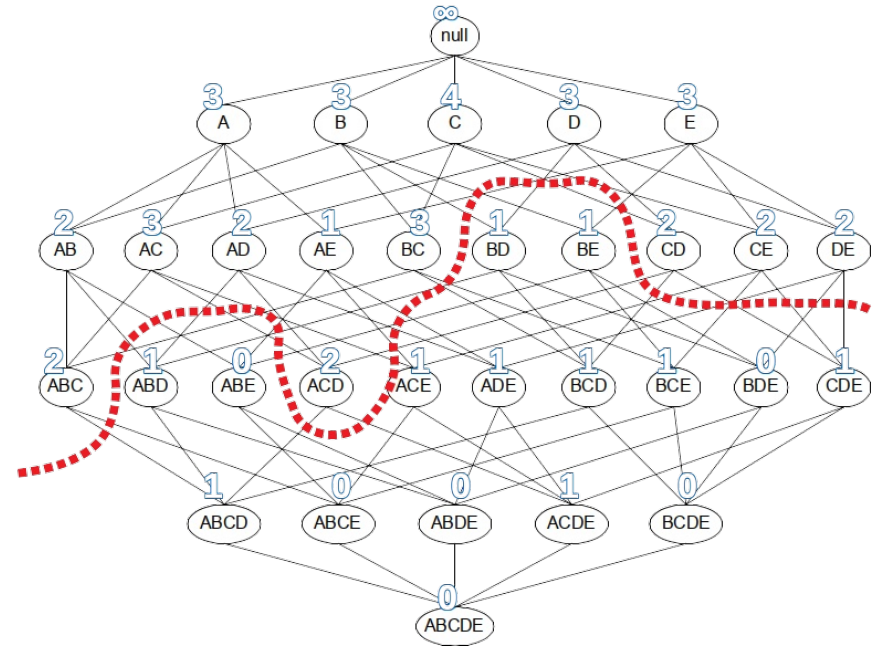 ∞
null
3 3 4 3 3
A B C D E
2 3 2 1 3 1 1 2 2 2
AB AC AD AE BC BD BE CD CE DE
2 1 0 2 1 1 1 1 0 1
ABC ABD ABE ACD ACE ADE BCD BCE BDE CDE
1 0 0 1 0
ABCD ABCE ABDE ACDE BCDE
0
ABCDE